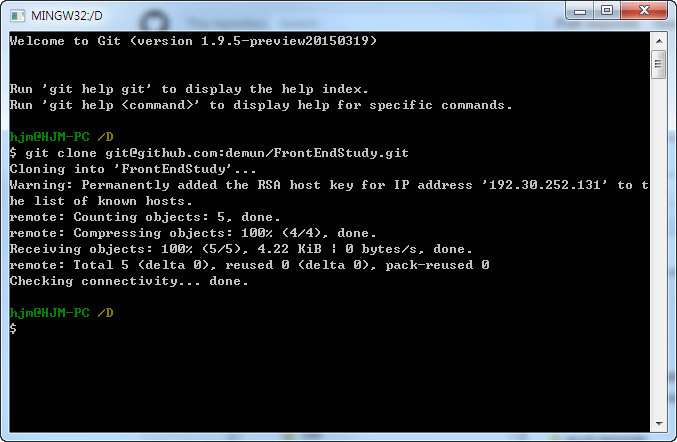 MINGW32:/D
Welcome to Git (version 1.9.5-preview20150319)
Run 'git help git' to display the help index.
Run 'git help <command>' to display help for specific commands.
hjm@HJM-PC /D
$ git clone git@github.com:demun/FrontEndStudy.git
Cloning into 'FrontEndStudy'...
Warning: Permanently added the RSA host key for IP address '192.30.252.131' to t
he list of known hosts.
remote: Counting objects: 5, done.
remote: Compressing objects: 100% (4/4), done.
Receiving objects: 100% (5/5), 4.22 KiB ¦ 0 bytes/s, done.
remote: Total 5 (delta 0), reused 0 (delta 0), pack-reused 0
Checking connectivity... done.
hjm@HJM-PC /D
$